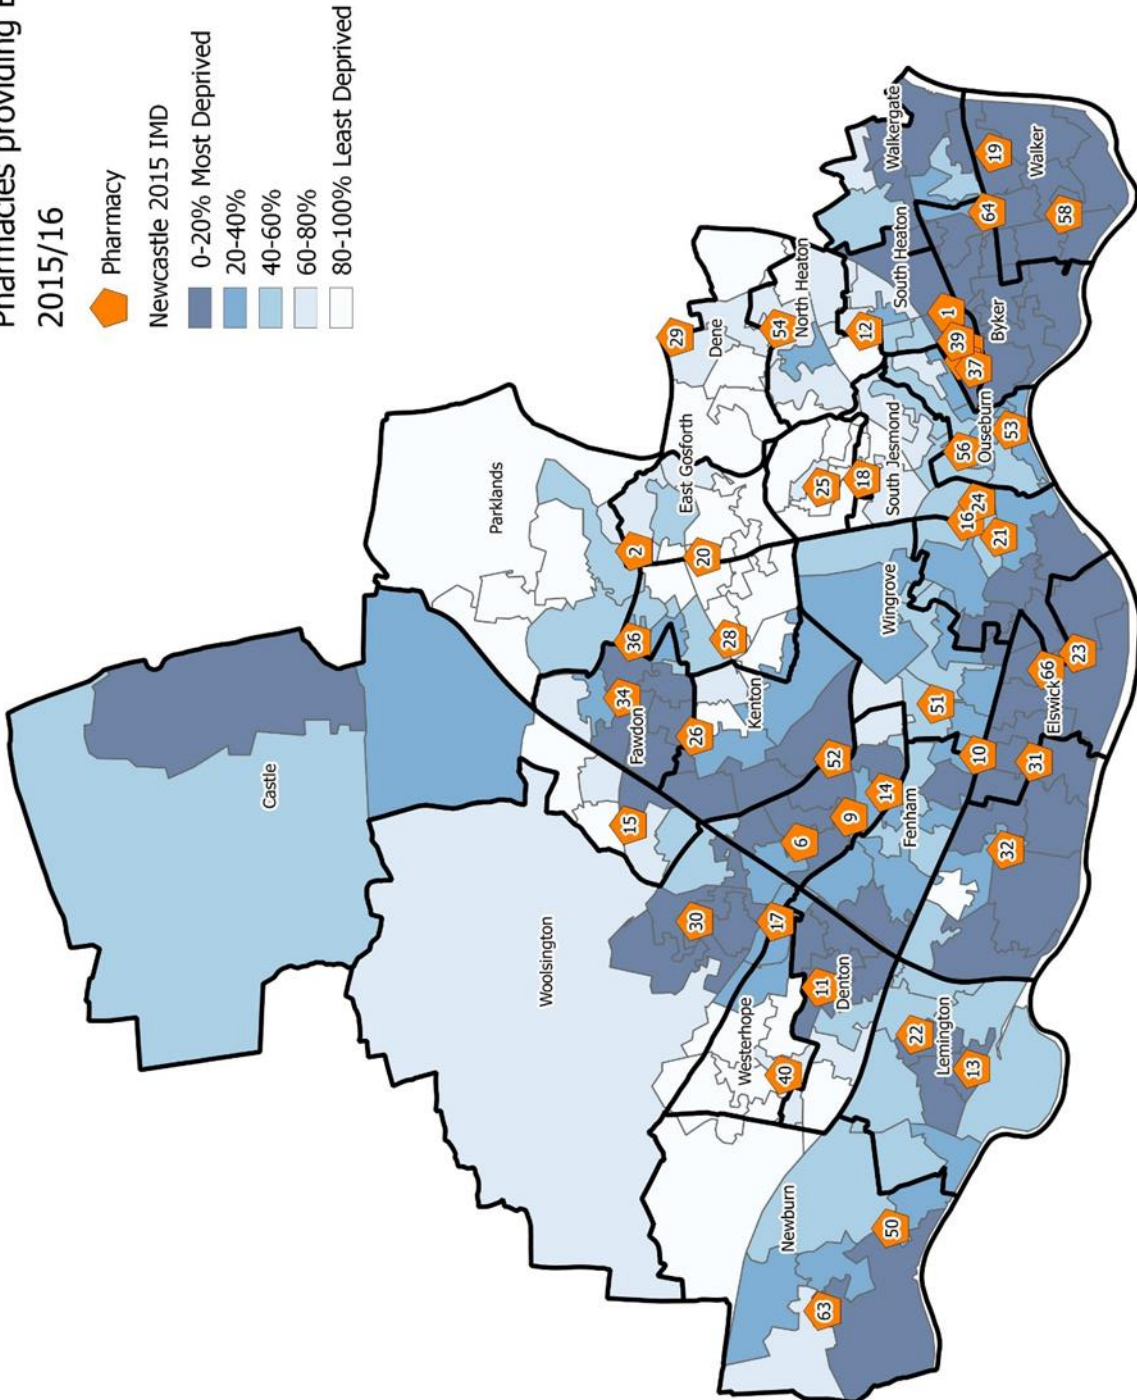 Pharmacies providing
2015/16
Pharmacy
Newcastle 2015 IMD
0-20% Most Deprived
20-40%
40-60%
60-80%
80-100% Least Deprived
Castle
Parklands
Woolsington
34
15
36
2
Fawdon
29
East Gosforth
30
26
20
Dene
28
Westerhope
Kenton
17
54
40
Newburn
6
North Heaton
11
25
63
52
Denton
9
18
12
14
Wingrove
50
South Jesmond
Walkergate
South Heaton
Fenham
22
51
Lemington
1
39
56
16
13
37
10
24
Ouseburn
64
19
Byker
21
32
53
31
Walker
66
Elswick
58
23